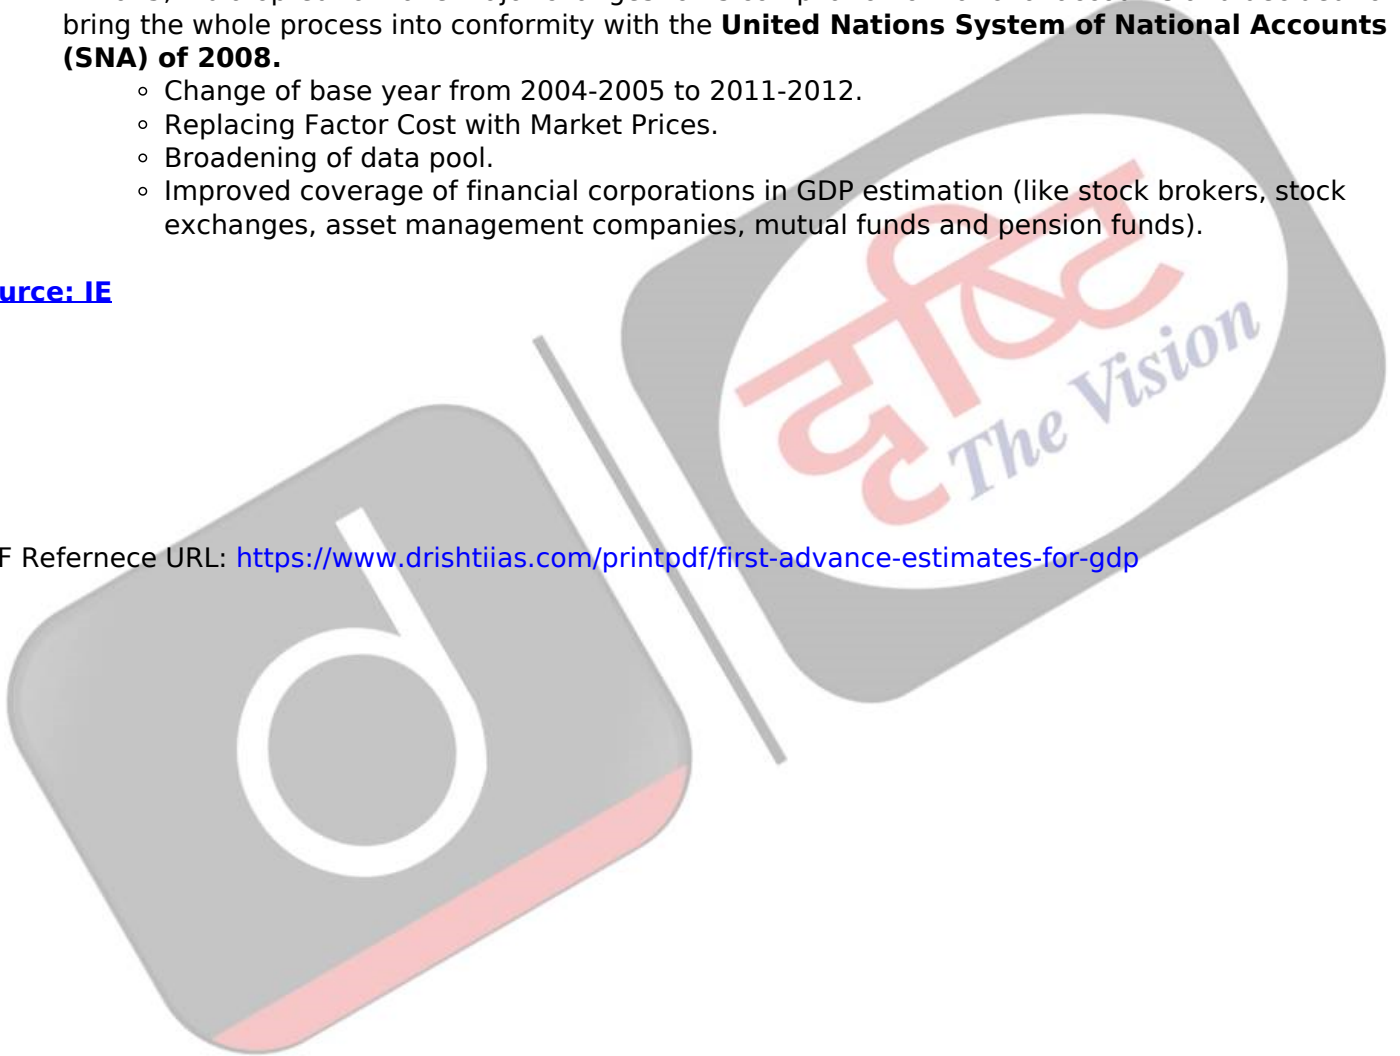 bring the whole process into conformity with the United Nations System of National Accounts
(SNA) of 2008.
◦ Change of base year from 2004-2005 to 2011-2012.
◦ Replacing Factor Cost with Market Prices.
◦ Broadening of data pool.
◦ Improved coverage of financial corporations in GDP estimation (like stock brokers, stock
exchanges, asset management companies, mutual funds and pension funds).
urce: IE
दृष्टि
The Vision
d
F Refernece URL: https://www.drishtiias.com/printpdf/first-advance-estimates-for-gdp